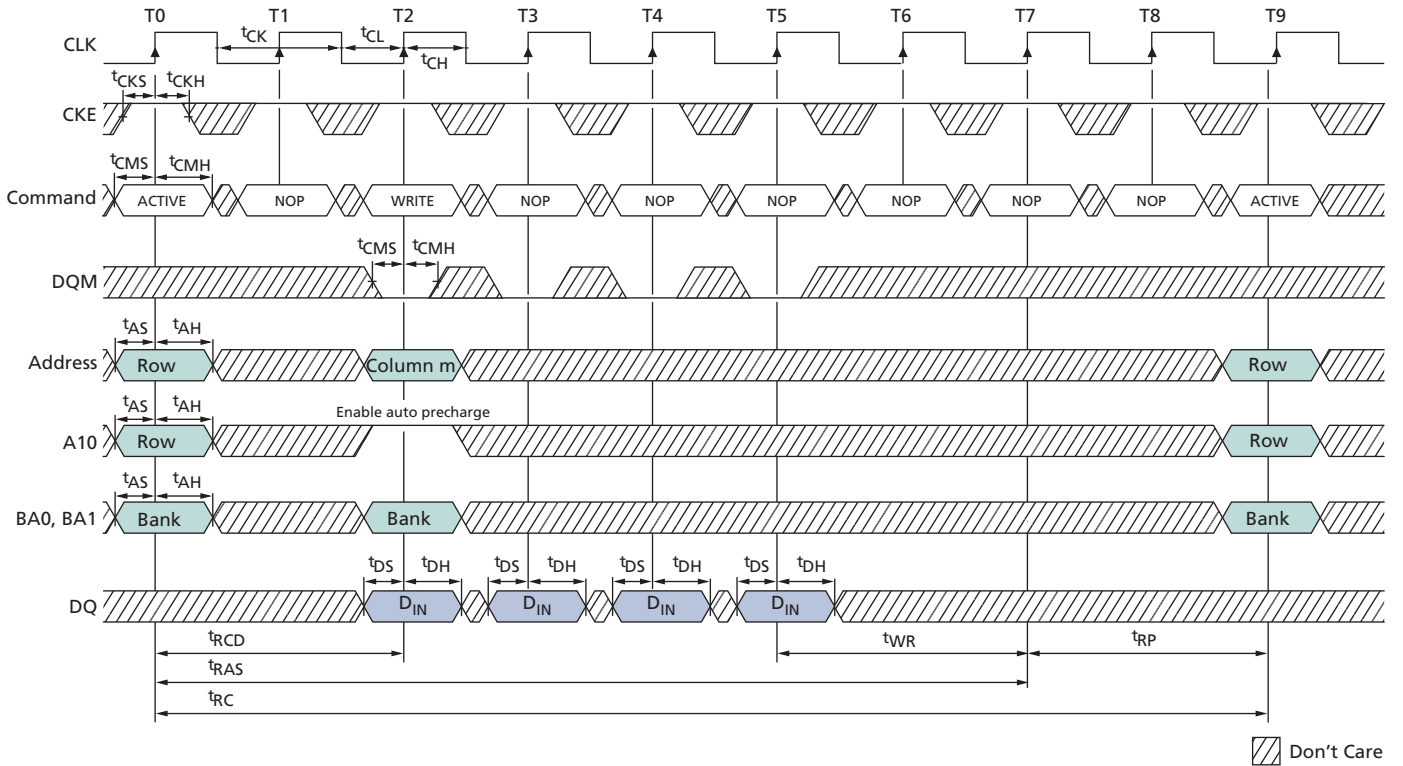 T0 T1 T2 T3 T4 T5 T6 T7 T8 T9
CLK tCK tCL tCH
tCKS tCKH
CKE
tCMS tCMH
Command ACTIVE NOP WRITE NOP NOP NOP NOP NOP NOP ACTIVE
tCMS tCMH
DQM
tAS tAH
Address Row Column m Row
tAS tAH Enable auto precharge
A10 Row Row
tAS tAH
BA0, BA1 Bank Bank Bank
tDS tDH tDS tDH tDS tDH tDS tDH
DQ DIN DIN DIN DIN
tRCD tWR tRP
tRAS
tRC
Don't Care